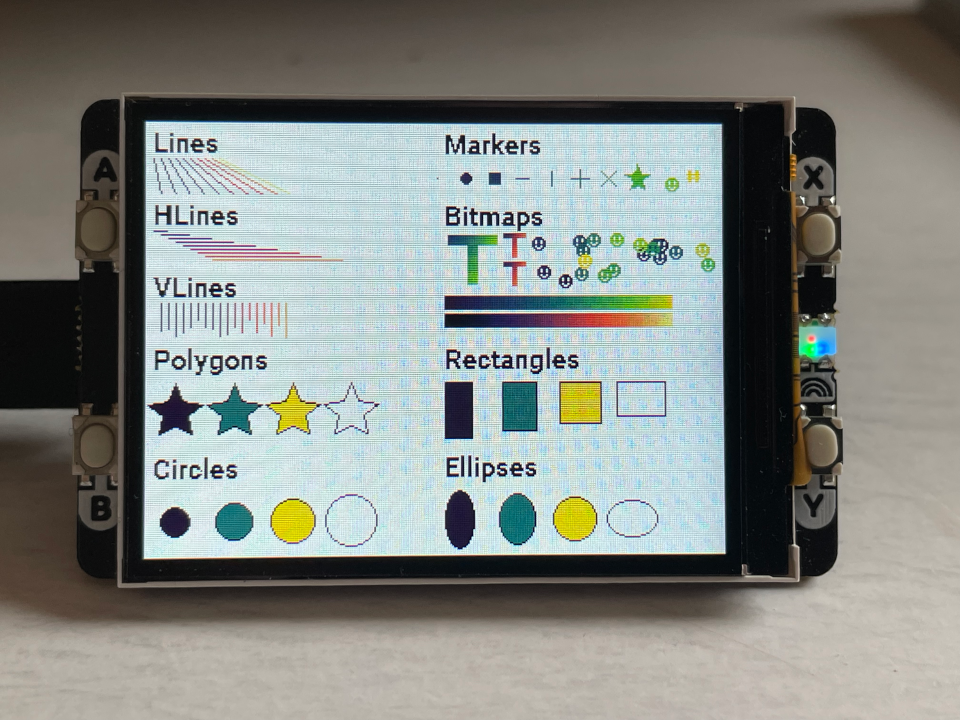 A
B
Lines
HLines
VLines
Polygons
Circles
Markers
#
Bitmaps
T T
T
Rectangles
Ellipses
X
Y